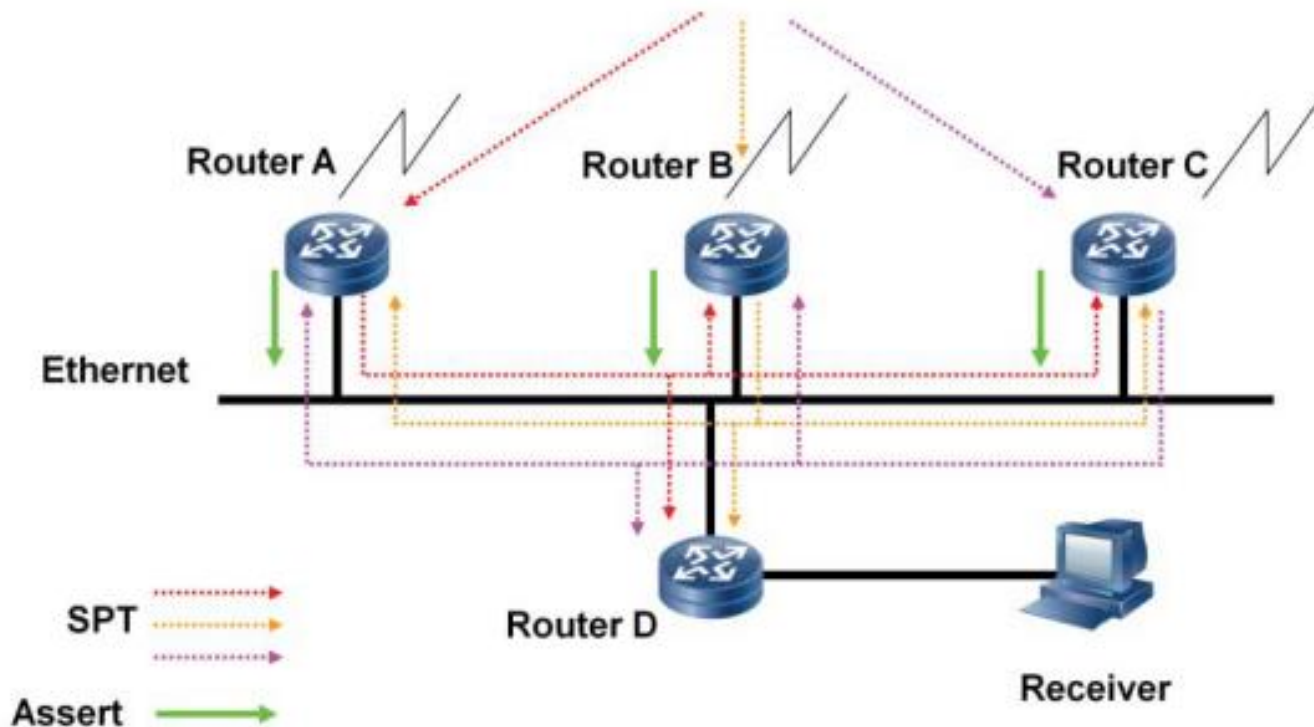 Router A
Router B
Router C
Ethernet
Router D
SPT
Assert
Receiver